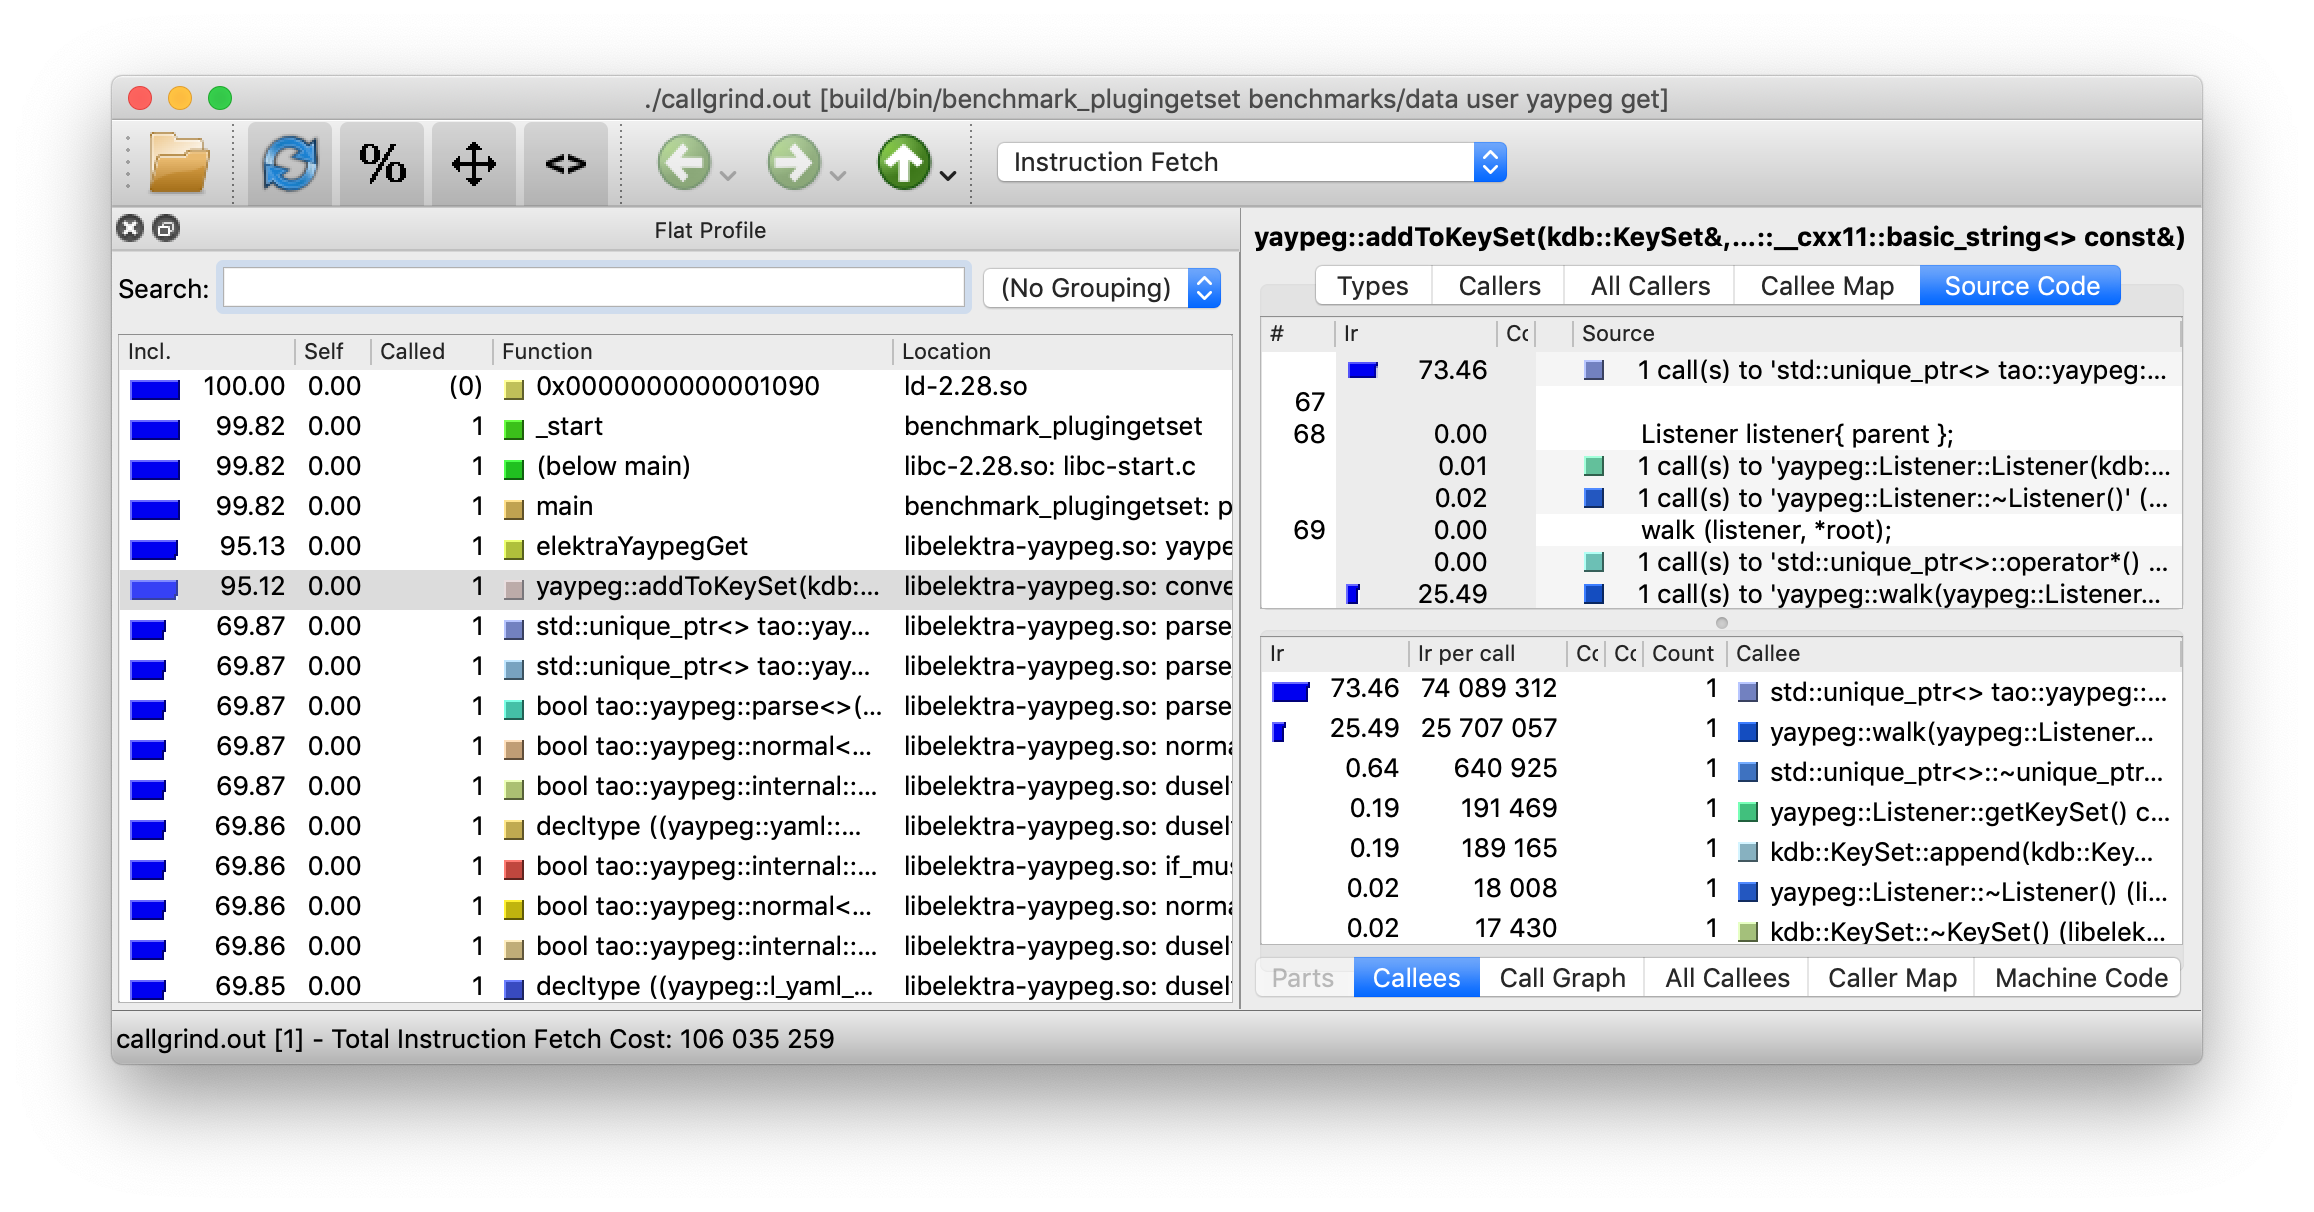 ./callgrind.out [build/bin/benchmark_plugingetset benchmarks/data user yaypeg get]
%
<>
Instruction Fetch
Flat Profile
Search:
(No Grouping)
Incl. Self Called Function Location
100.00 0.00 (0) 0x0000000000001090 ld-2.28.so
99.82 0.00 1 _start benchmark_plugingetset
99.82 0.00 1 (below main) libc-2.28.so: libc-start.c
99.82 0.00 1 main benchmark_plugingetset: p
95.13 0.00 1 elektraYaypegGet libelektra-yaypeg.so: yaype
95.12 0.00 1 yaypeg::addToKeySet(kdb:... libelektra-yaypeg.so: conve
69.87 0.00 1 std::unique_ptr<> tao::yay... libelektra-yaypeg.so: parse
69.87 0.00 1 std::unique_ptr<> tao::yay... libelektra-yaypeg.so: parse
69.87 0.00 1 bool tao::yaypeg::parse<>(... libelektra-yaypeg.so: parse
69.87 0.00 1 bool tao::yaypeg::normal<... libelektra-yaypeg.so: norma
69.87 0.00 1 bool tao::yaypeg::internal::... libelektra-yaypeg.so: dusel
69.86 0.00 1 decltype ((yaypeg::yaml::... libelektra-yaypeg.so: dusel
69.86 0.00 1 bool tao::yaypeg::internal::... libelektra-yaypeg.so: if_mus
69.86 0.00 1 bool tao::yaypeg::normal<... libelektra-yaypeg.so: norma
69.86 0.00 1 bool tao::yaypeg::internal::... libelektra-yaypeg.so: dusel
69.85 0.00 1 decltype ((yaypeg::l_yaml_... libelektra-yaypeg.so: dusel
yaypeg::addToKeySet(kdb::KeySet&,...::__cxx11::basic_string<> const&)
Types Callers All Callers Callee Map Source Code
# Ir Cc Source
73.46 1 call(s) to 'std::unique_ptr<> tao::yaypeg:...
67
68 0.00 Listener listener{ parent };
0.01 1 call(s) to 'yaypeg::Listener::Listener(kdb:...
0.02 1 call(s) to 'yaypeg::Listener::~Listener()' (...
69 0.00 walk (listener, *root);
0.00 1 call(s) to 'std::unique_ptr<>::operator*() ...
25.49 1 call(s) to 'yaypeg::walk(yaypeg::Listener...
Ir Ir per call Cc Cc Count Callee
73.46 74 089 312 1 std::unique_ptr<> tao::yaypeg::...
25.49 25 707 057 1 yaypeg::walk(yaypeg::Listener...
0.64 640 925 1 std::unique_ptr<>::~unique_ptr...
0.19 191 469 1 yaypeg::Listener::getKeySet() c...
0.19 189 165 1 kdb::KeySet::append(kdb::Key...
0.02 18 008 1 yaypeg::Listener::~Listener() (li...
0.02 17 430 1 kdb::KeySet::~KeySet() (libelek...
Parts Callees Call Graph All Callees Caller Map Machine Code
callgrind.out [1] - Total Instruction Fetch Cost: 106 035 259